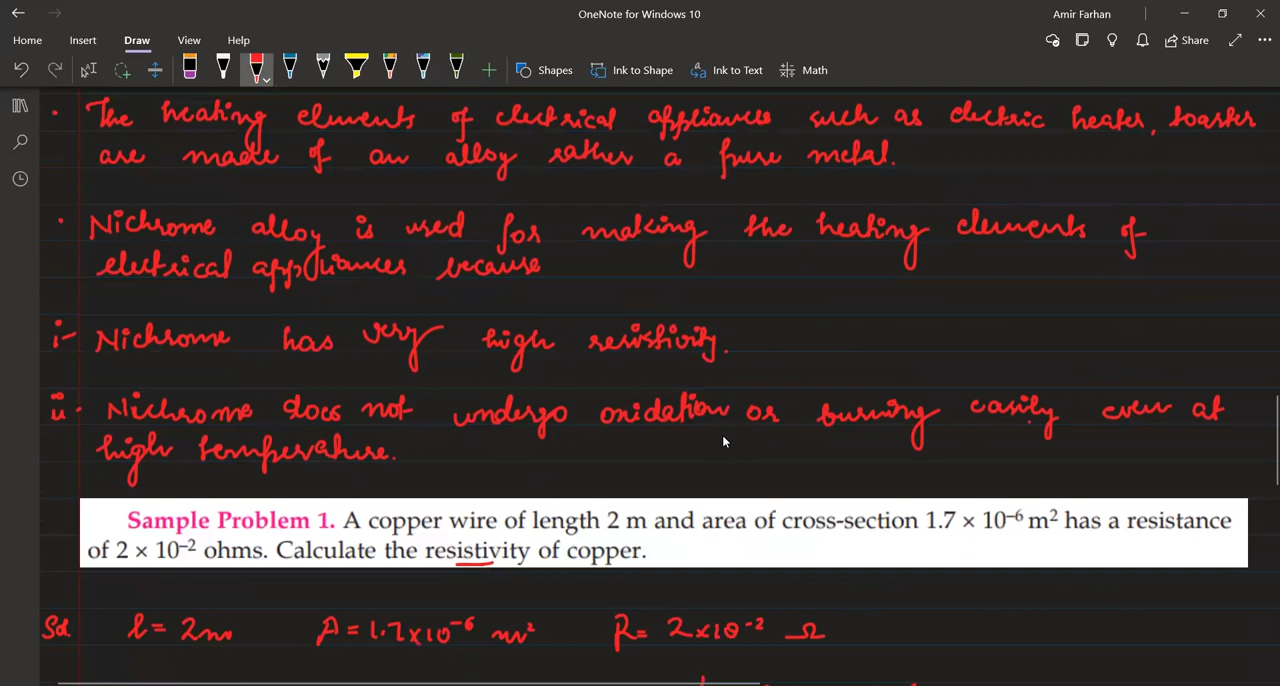 OneNote for Windows 10
Amir Farhan
Home Insert Draw View Help
Share
Shapes Ink to Shape Ink to Text Math
· The heating elements of electrical appliances such as electric heater, toaster
are made of an alloy rather a pure metal.
· Nichrome alloy is used for making the heating elements of
electrical appliances because
i- Nichrome has very high resistivity.
ii- Nichrome does not undergo oxidation or burning easily even at
high temperature.
Sample Problem 1. A copper wire of length 2 m and area of cross-section 1.7 × 10⁻⁶ m² has a resistance
of 2 × 10⁻² ohms. Calculate the resistivity of copper.
Sol l = 2m A = 1.7×10⁻⁶ m² R = 2×10⁻² Ω